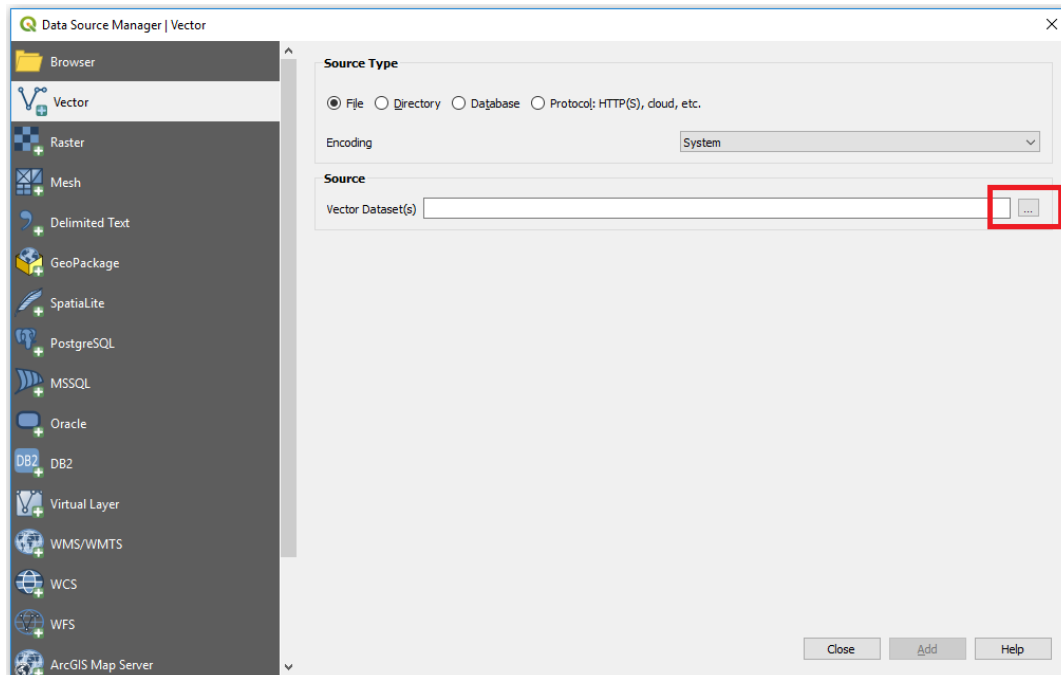 Data Source Manager | Vector
Browser
Vector
Raster
Mesh
Delimited Text
GeoPackage
SpatiaLite
PostgreSQL
MSSQL
Oracle
DB2 DB2
Virtual Layer
WMS/WMTS
WCS
WFS
ArcGIS Map Server
Source Type
File Directory Database Protocol: HTTP(S), cloud, etc.
Encoding System
Source
Vector Dataset(s) ...
Close Add Help